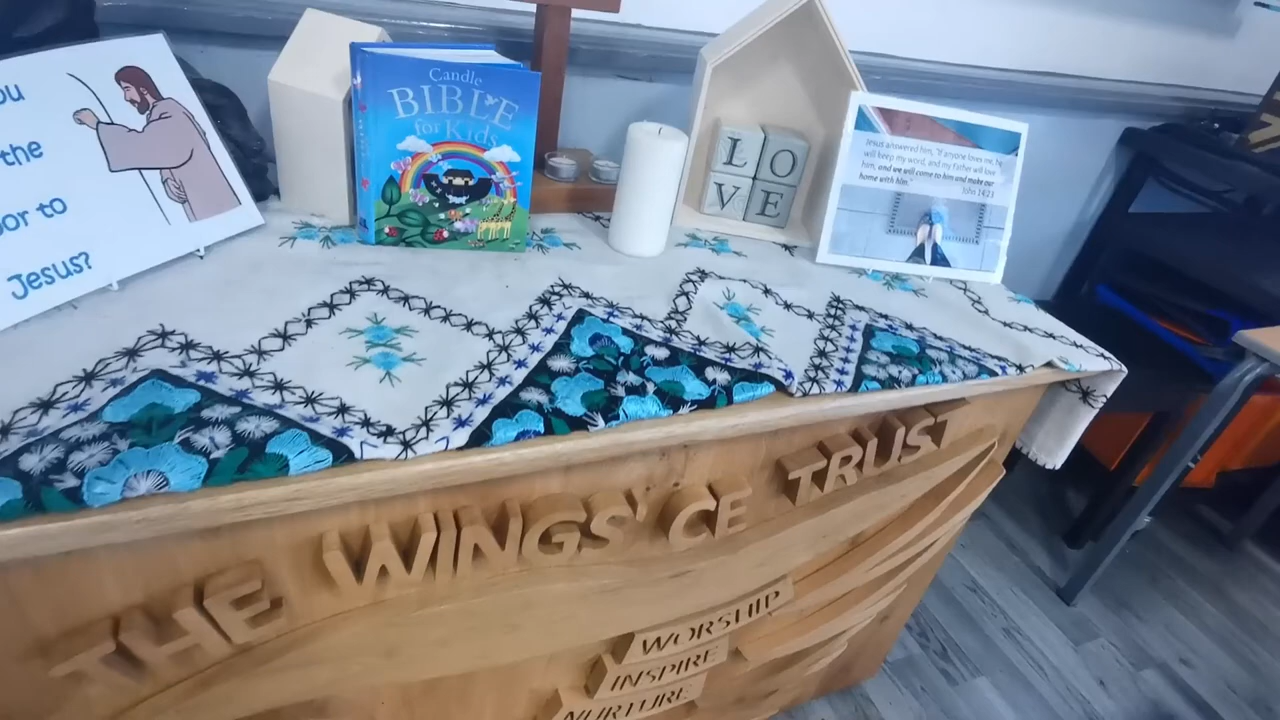 ou
the
or to
Jesus?
Candle
BIBLE
for Kids
LO
VE
Jesus answered him, "If anyone loves me, he
will keep my word, and my Father will love
him, and we will come to him and make our
home with him."
John 14:23
THE WINGS' CE TRUST
WORSHIP
INSPIRE
NURTURE